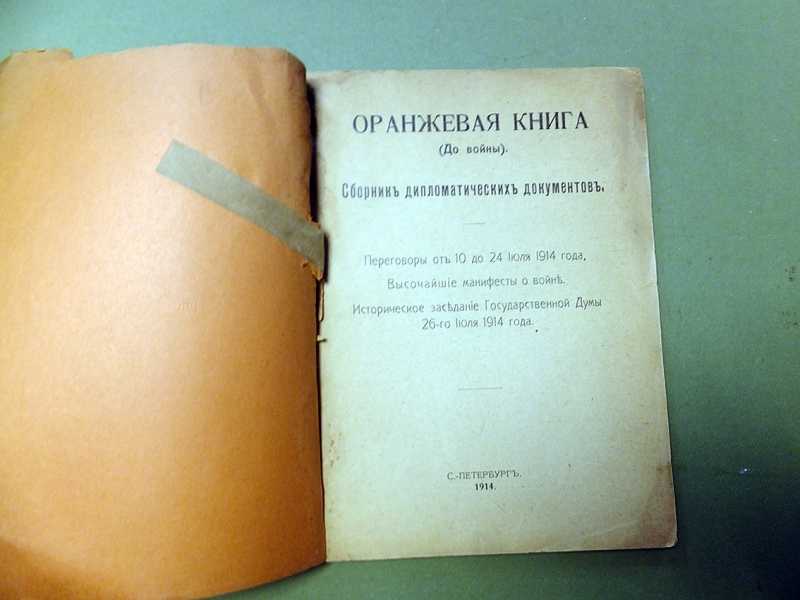 ОРАНЖЕВАЯ КНИГА
(До войны).
Сборникъ дипломатическихъ документовъ.
Переговоры отъ 10 до 24 Іюля 1914 года.
Высочайшіе манифесты о войнѣ.
Историческое засѣданіе Государственной Думы
26-го Іюля 1914 года.
С.-ПЕТЕРБУРГЪ.
1914.